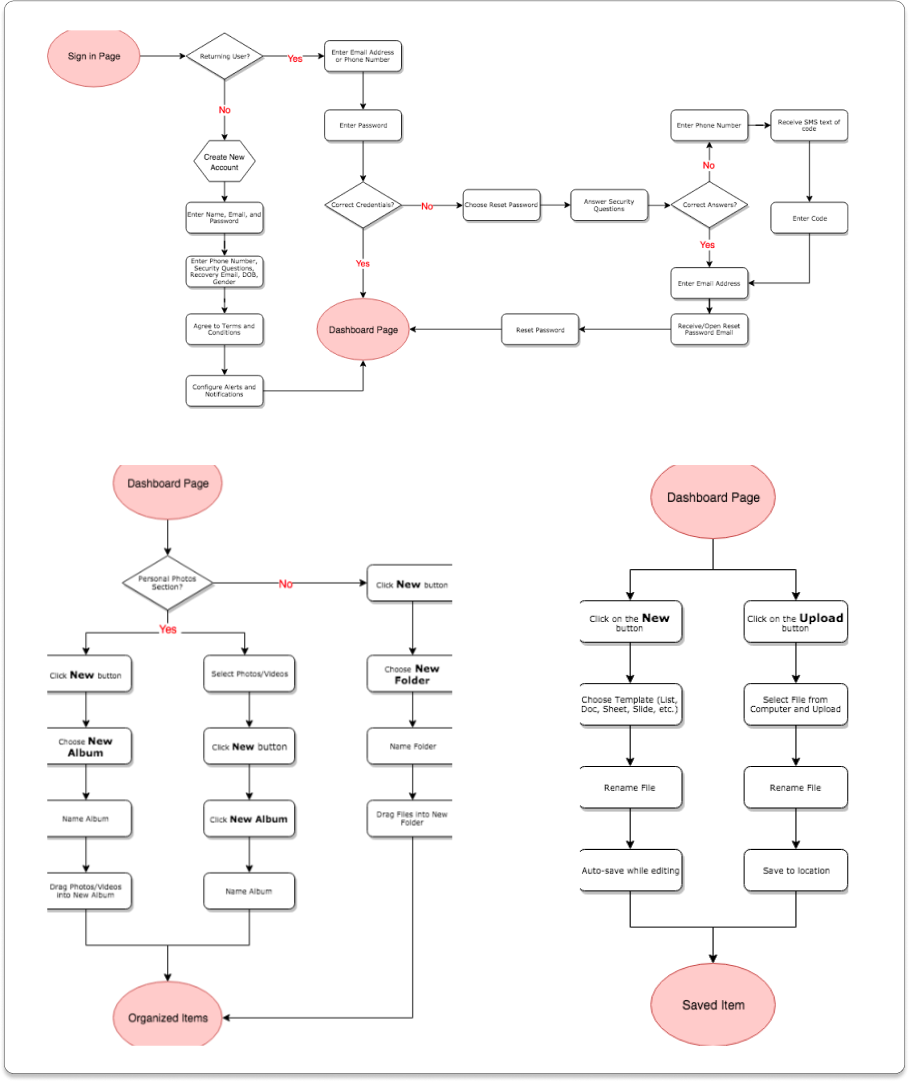 Sign in Page
Returning User?
Yes
Enter Email Address
or Phone Number
No
Create New
Account
Enter Name, Email, and
Password
Enter Phone Number,
Security Questions,
Recovery Email, DOB,
Gender
Agree to Terms and
Conditions
Configure Alerts and
Notifications
Enter Password
Correct Credentials?
No
Choose Reset Password
Answer Security
Questions
Correct Answers?
No
Enter Phone Number
Receive SMS text of
code
Enter Code
Yes
Enter Email Address
Receive/Open Reset
Password Email
Reset Password
Yes
Dashboard Page
Dashboard Page
Personal Photos
Section?
No
Click New button
Choose New
Folder
Name Folder
Drag Files into New
Folder
Yes
Click New button
Choose New
Album
Name Album
Drag Photos/Videos
into New Album
Select Photos/Videos
Click New button
Click New Album
Name Album
Organized Items
Dashboard Page
Click on the New
button
Choose Template (List,
Doc, Sheet, Slide, etc.)
Rename File
Auto-save while editing
Click on the Upload
button
Select File from
Computer and Upload
Rename File
Save to location
Saved Item